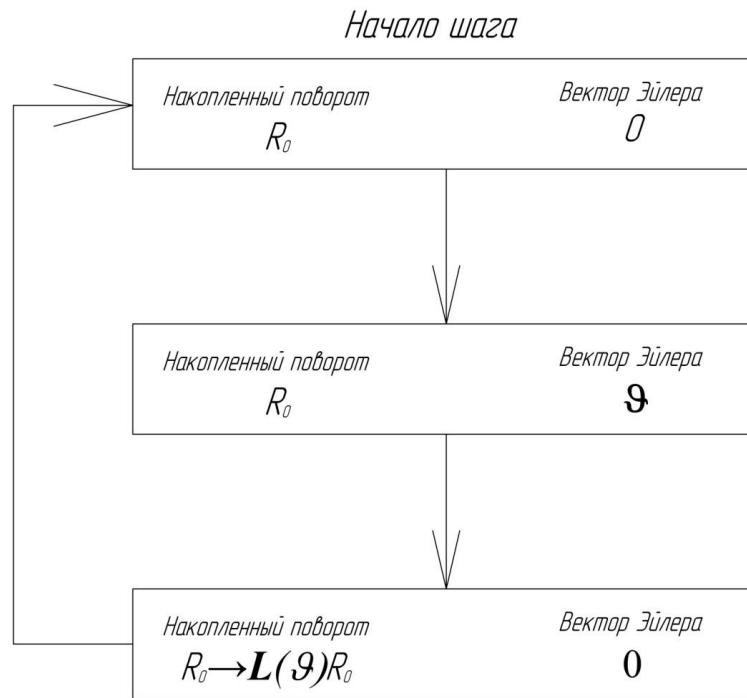 Начало шага
Накопленный поворот Вектор Эйлера
R₀ 0
Накопленный поворот Вектор Эйлера
R₀ ϑ
Накопленный поворот Вектор Эйлера
R₀→L(ϑ)R₀ 0